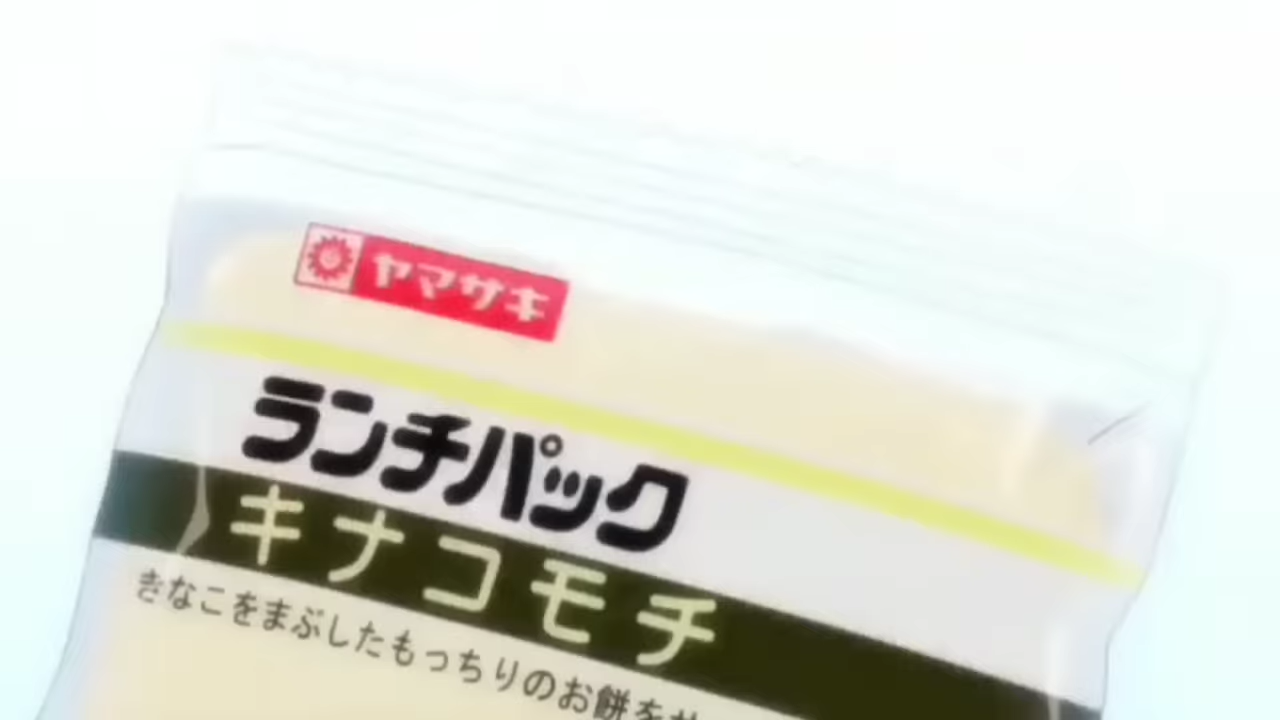 ヤマザキ
ランチパック
キナコモチ
きなこをまぶしたもっちりのお餅を